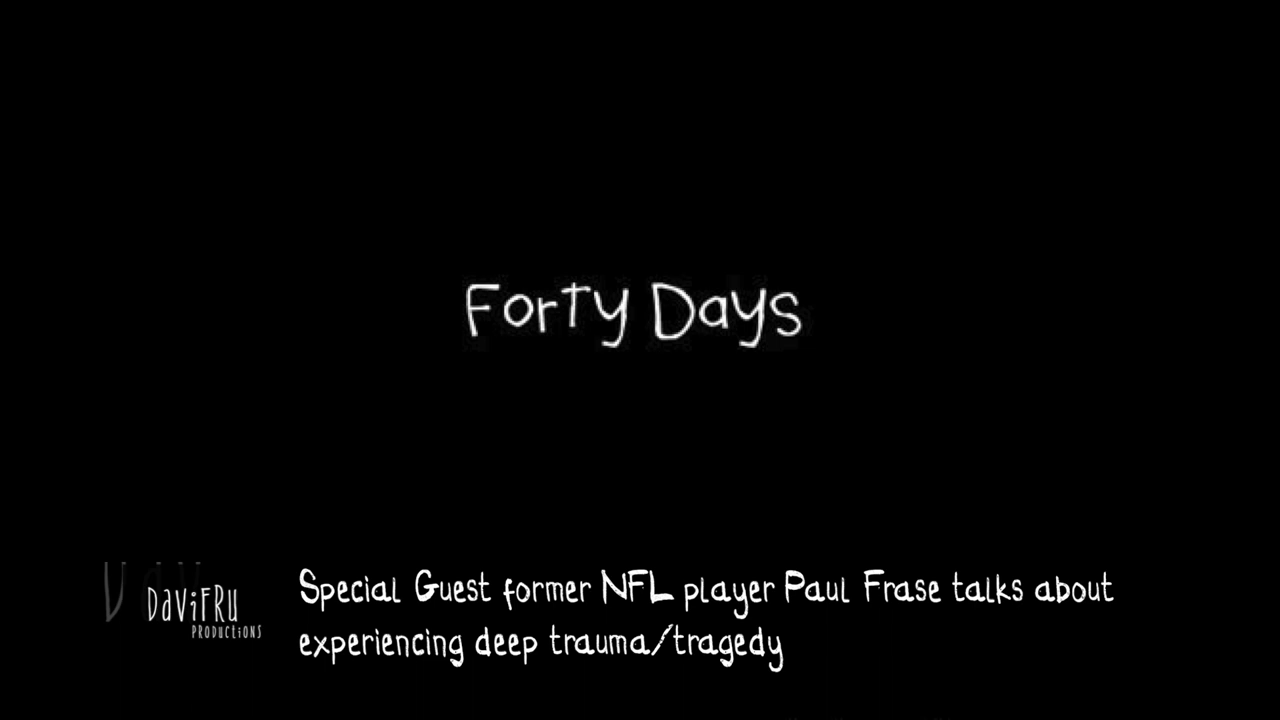 Forty Days
DaViFRU
PRODUCTiONS
Special Guest former NFL player Paul Frase talks about
experiencing deep trauma/tragedy